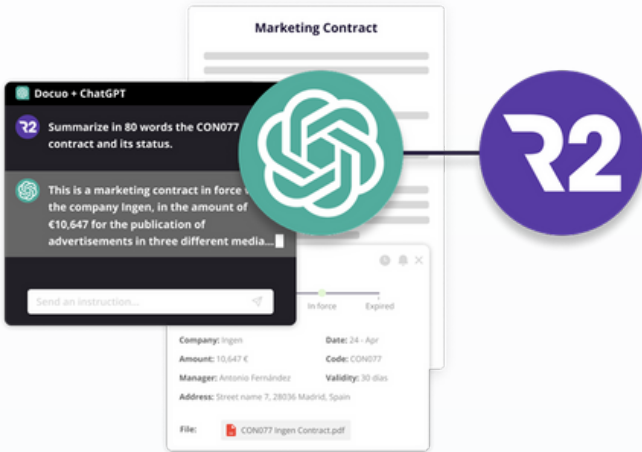 Marketing Contract
Docuo + ChatGPT
R2
Summarize in 80 words the CON077
contract and its status.
This is a marketing contract in force
the company Ingen, in the amount of
€10,647 for the publication of
advertisements in three different media...
Send an instruction...
R2
In force
Expired
Company: Ingen
Date: 24 - Apr
Amount: 10,647 €
Code: CON077
Manager: Antonio Fernández
Validity: 30 días
Address: Street name 7, 28036 Madrid, Spain
File:
CON077 Ingen Contract.pdf